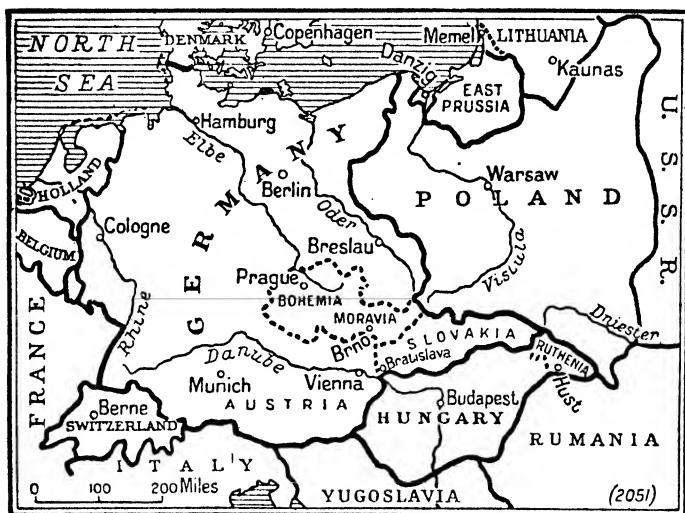 NORTH SEA
DENMARK
Copenhagen
Memel
LITHUANIA
Kaunas
Danzig
EAST PRUSSIA
U.S.S.R.
Hamburg
Elbe
HOLLAND
GERMANY
Berlin
Warsaw
POLAND
Oder
Cologne
BELGIUM
Breslau
Vistula
Prague
BOHEMIA
MORAVIA
Brno
SLOVAKIA
Dniester
RUTHENIA
Hust
Rhine
FRANCE
Danube
Bratislava
Munich
Vienna
AUSTRIA
Budapest
HUNGARY
Berne
SWITZERLAND
RUMANIA
ITALY
0 100 200 Miles
YUGOSLAVIA
(2051)